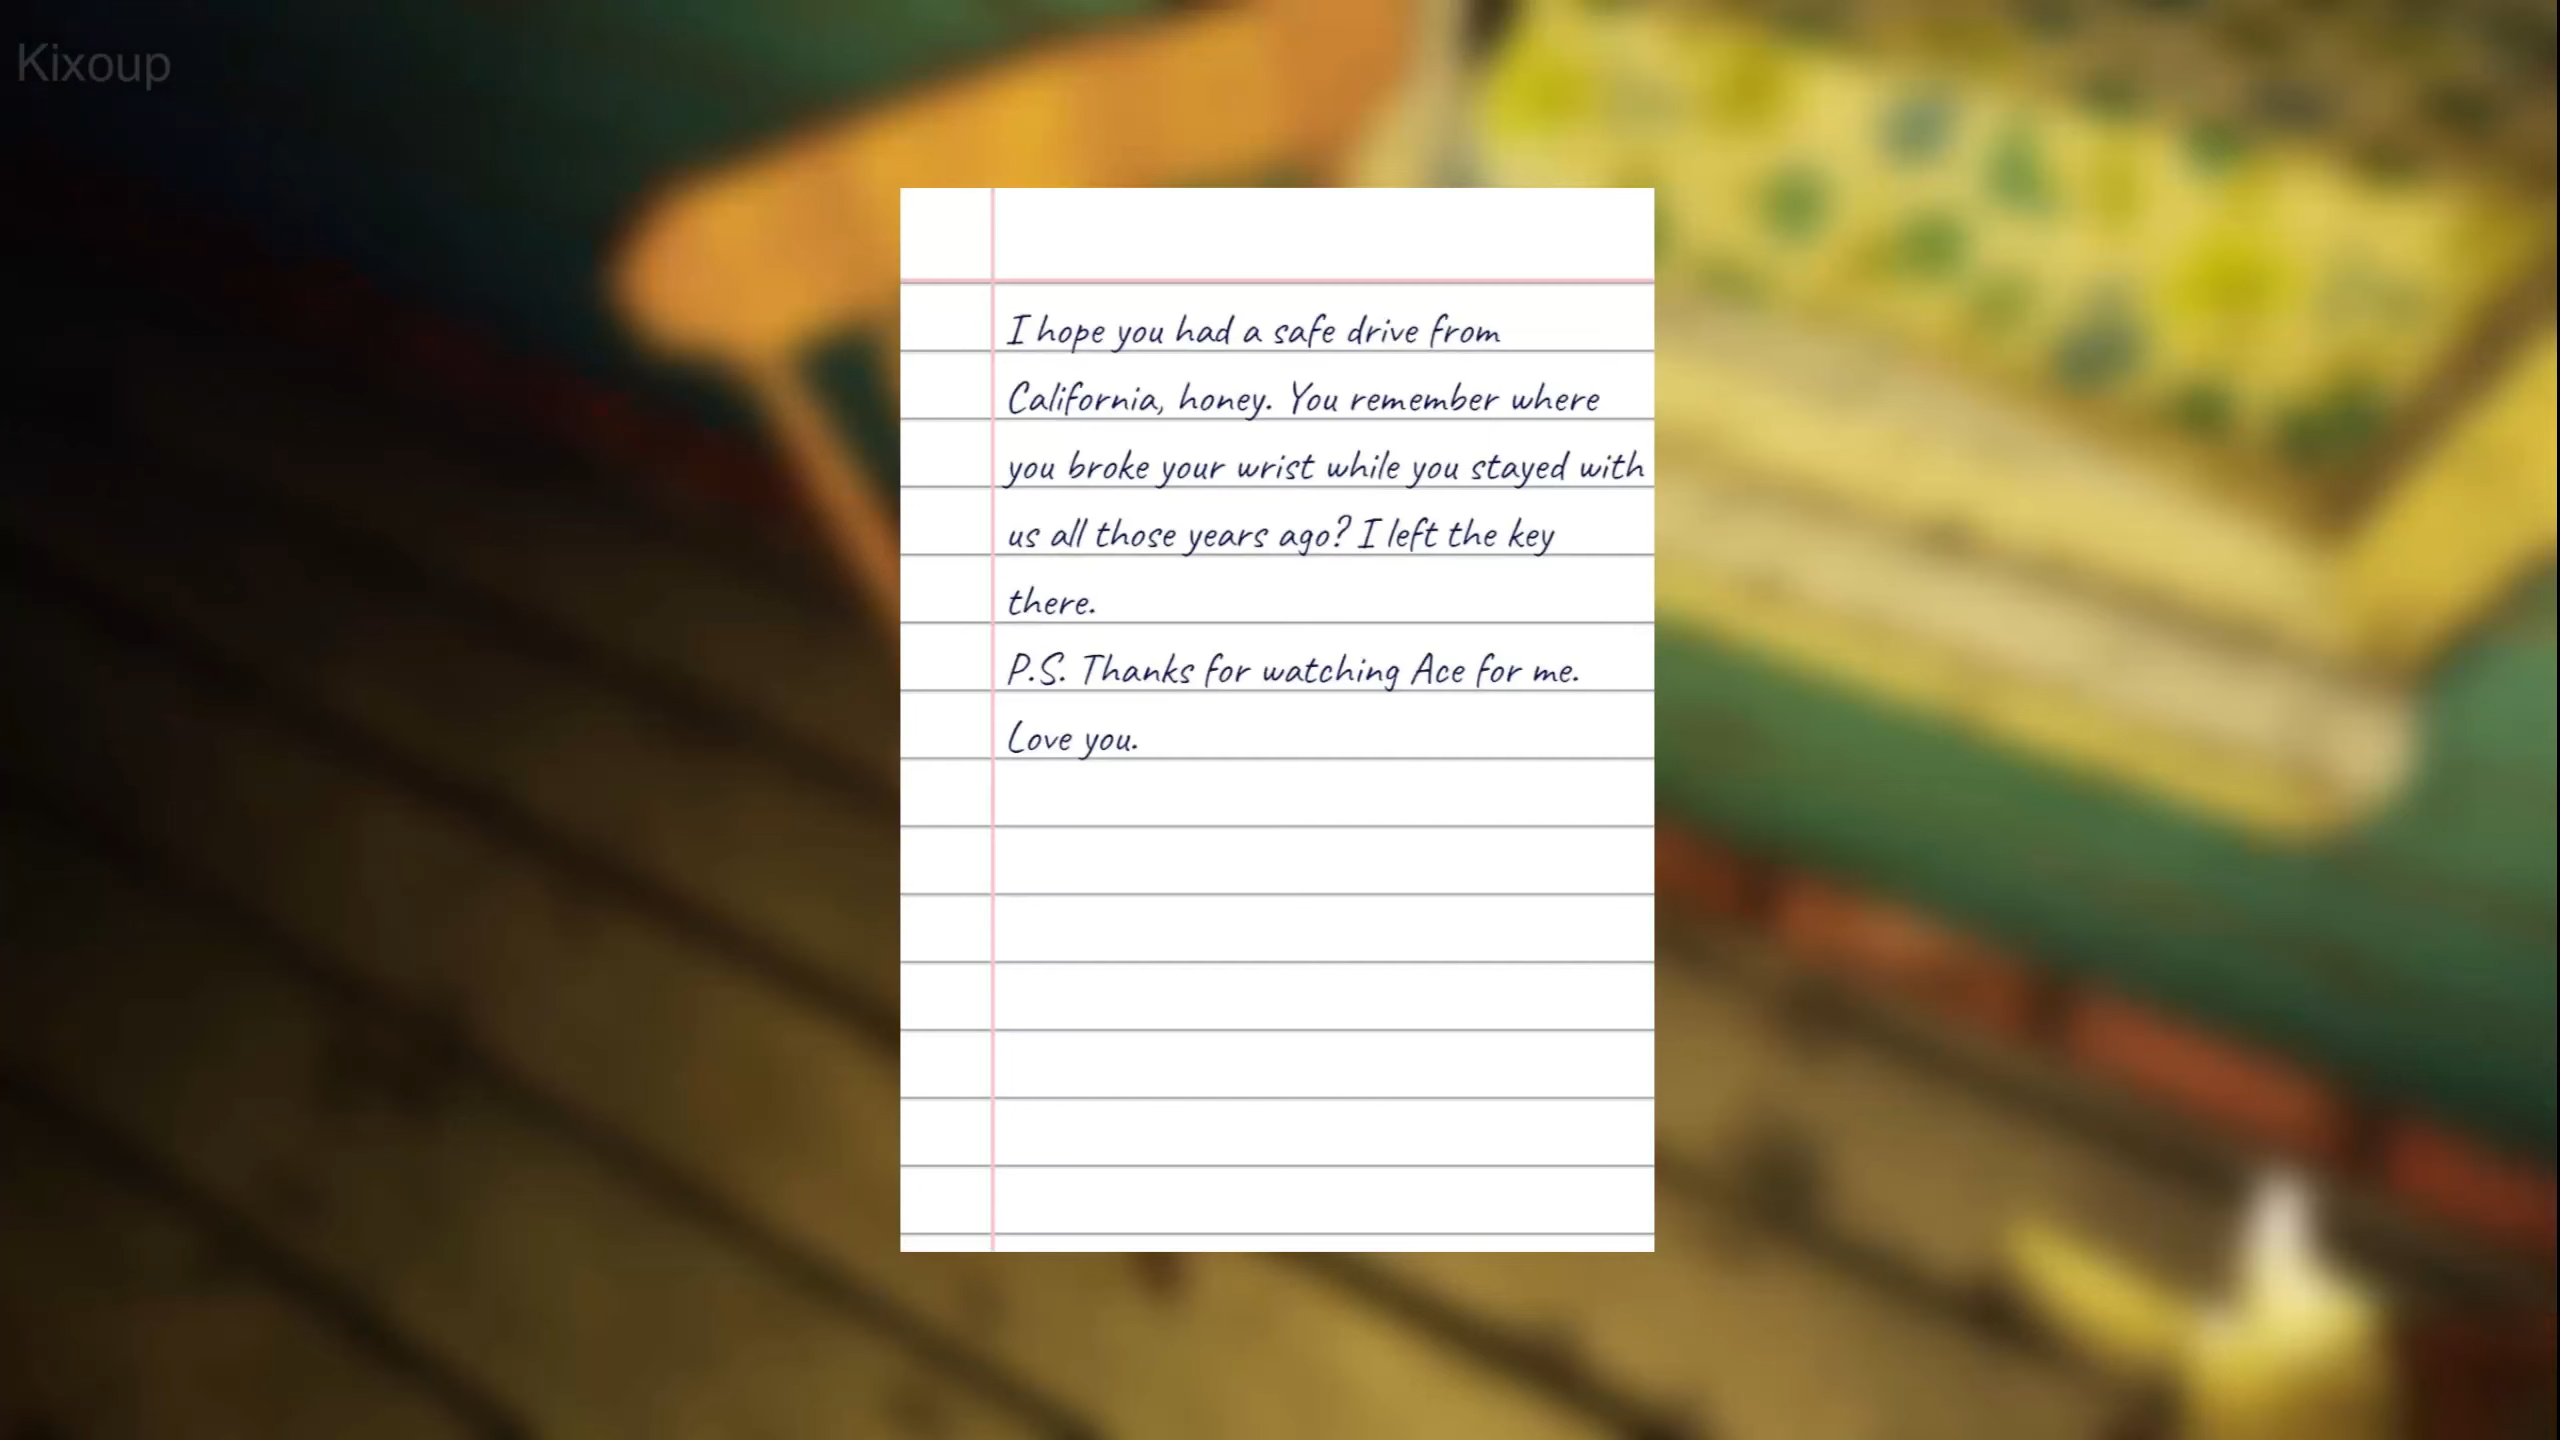 Kixoup
I hope you had a safe drive from
California, honey. You remember where
you broke your wrist while you stayed with
us all those years ago? I left the key
there.
P.S. Thanks for watching Ace for me.
Love you.